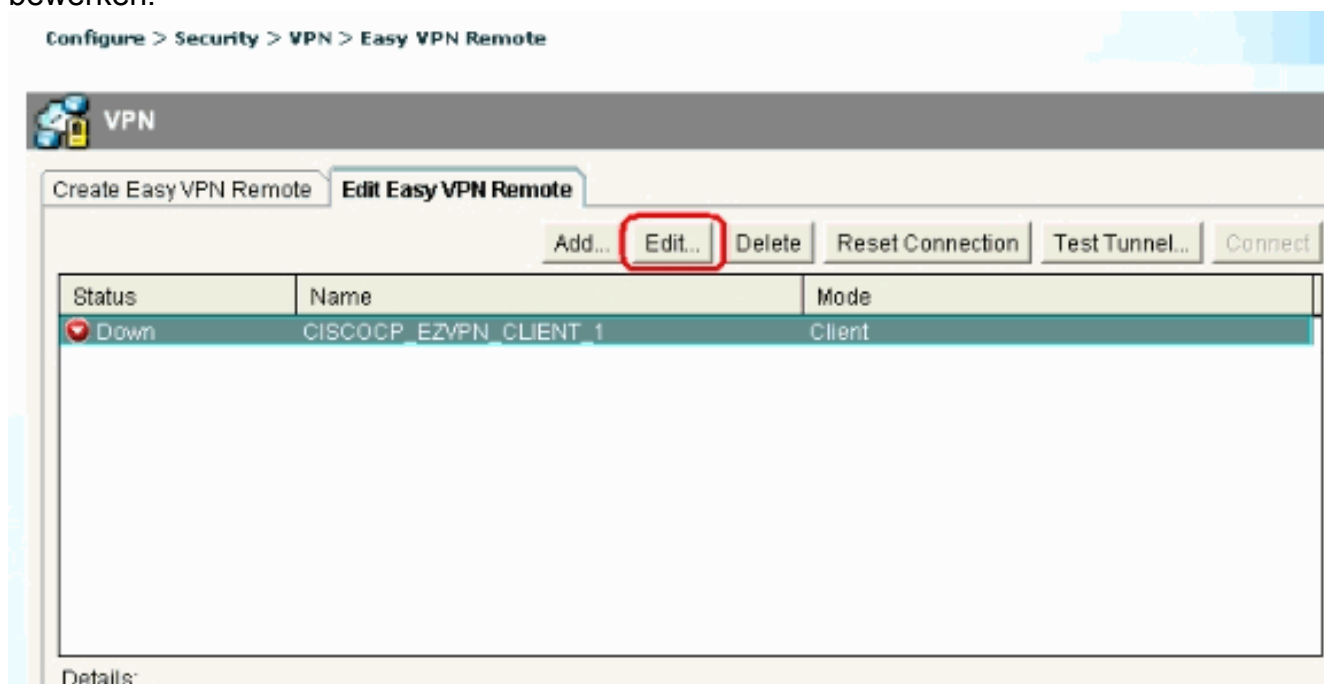 bewerken.
Configure > Security > VPN > Easy VPN Remote
VPN
Create Easy VPN Remote Edit Easy VPN Remote
Add... Edit... Delete Reset Connection Test Tunnel... Connect
Status Name Mode
Down CISCOCP_EZVPN_CLIENT_1 Client
Details: